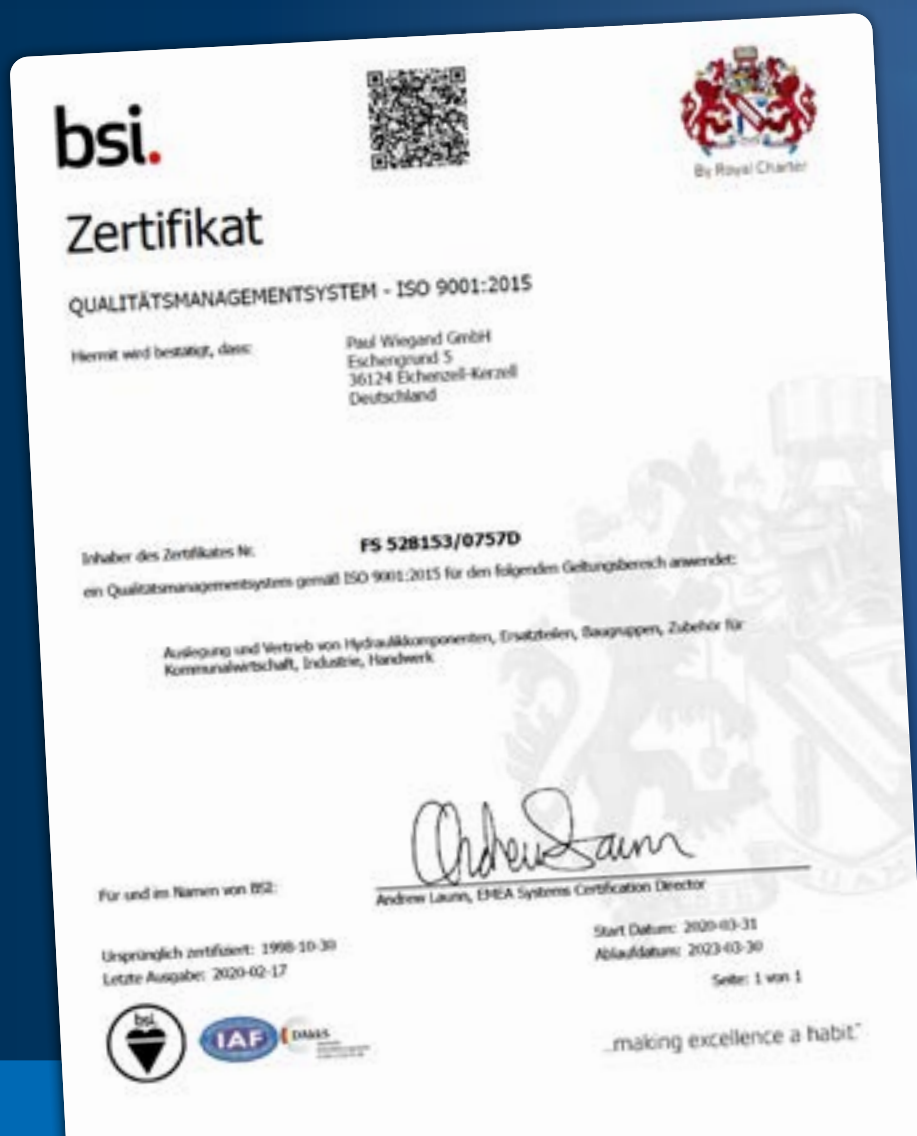 bsi.
By Royal Charter
Zertifikat
QUALITÄTSMANAGEMENTSYSTEM - ISO 9001:2015
Hiermit wird bestätigt, dass:
Paul Wiegand GmbH
Eschengrund 5
36124 Eichenzell-Kerzell
Deutschland
Inhaber des Zertifikates Nr.
FS 528153/0757D
ein Qualitätsmanagementsystem gemäß ISO 9001:2015 für den folgenden Geltungsbereich anwendet:
Auslegung und Vertrieb von Hydraulikkomponenten, Ersatzteilen, Baugruppen, Zubehör für
Kommunalwirtschaft, Industrie, Handwerk
Für und im Namen von BSI:
Andrew Launn, EMEA Systems Certification Director
Ursprünglich zertifiziert: 1998-10-30
Letzte Ausgabe: 2020-02-17
Start Datum: 2020-03-31
Ablaufdatum: 2023-03-30
Seite: 1 von 1
bsi.
IAF
DAkkS
...making excellence a habit.™